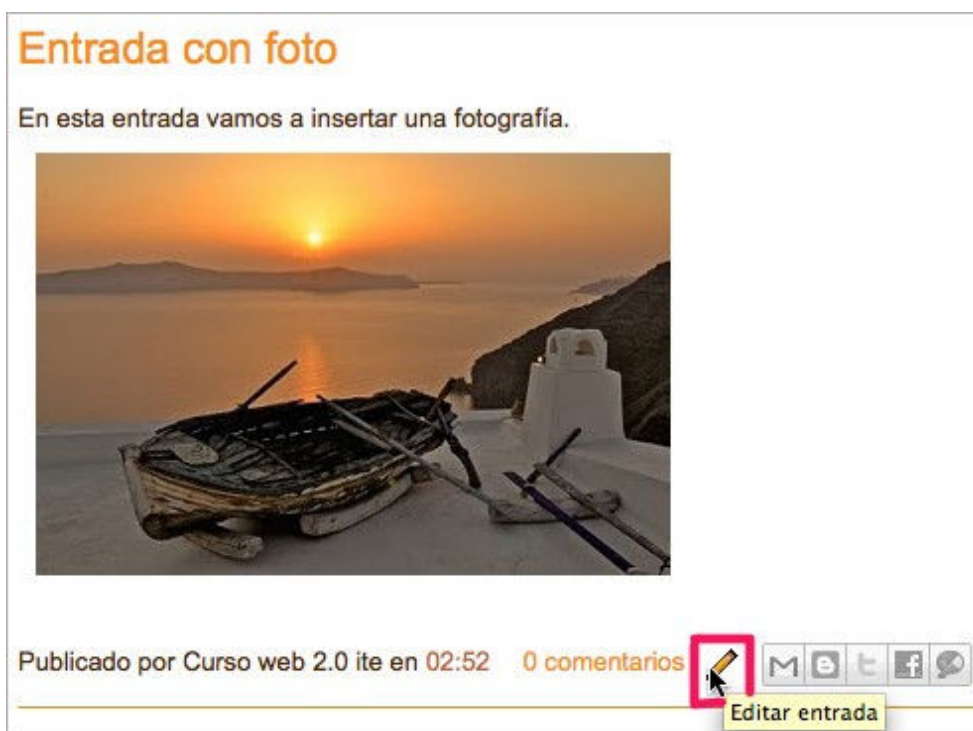 Entrada con foto
En esta entrada vamos a insertar una fotografía.
Publicado por Curso web 2.0 ite en 02:52 0 comentarios
Editar entrada